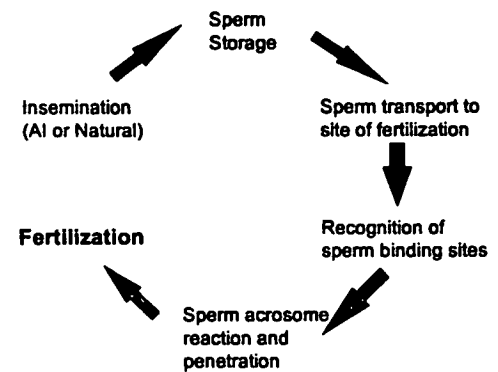 Sperm
Storage
Sperm transport to
site of fertilization
Recognition of
sperm binding sites
Sperm acrosome
reaction and
penetration
Fertilization
Insemination
(AI or Natural)